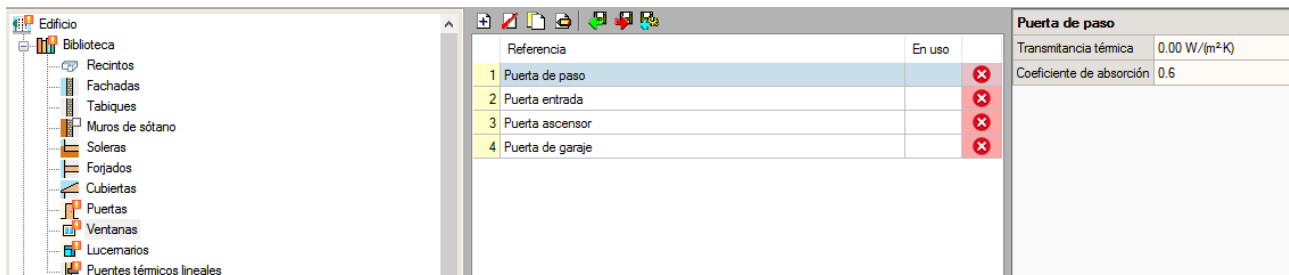 Edificio
Biblioteca
Recintos
Fachadas
Tabiques
Muros de sótano
Soleras
Forjados
Cubiertas
Puertas
Ventanas
Lucernarios
Puentes térmicos lineales
Referencia En uso
1 Puerta de paso
2 Puerta entrada
3 Puerta ascensor
4 Puerta de garaje
Puerta de paso
Transmitancia térmica 0.00 W/(m²·K)
Coeficiente de absorción 0.6